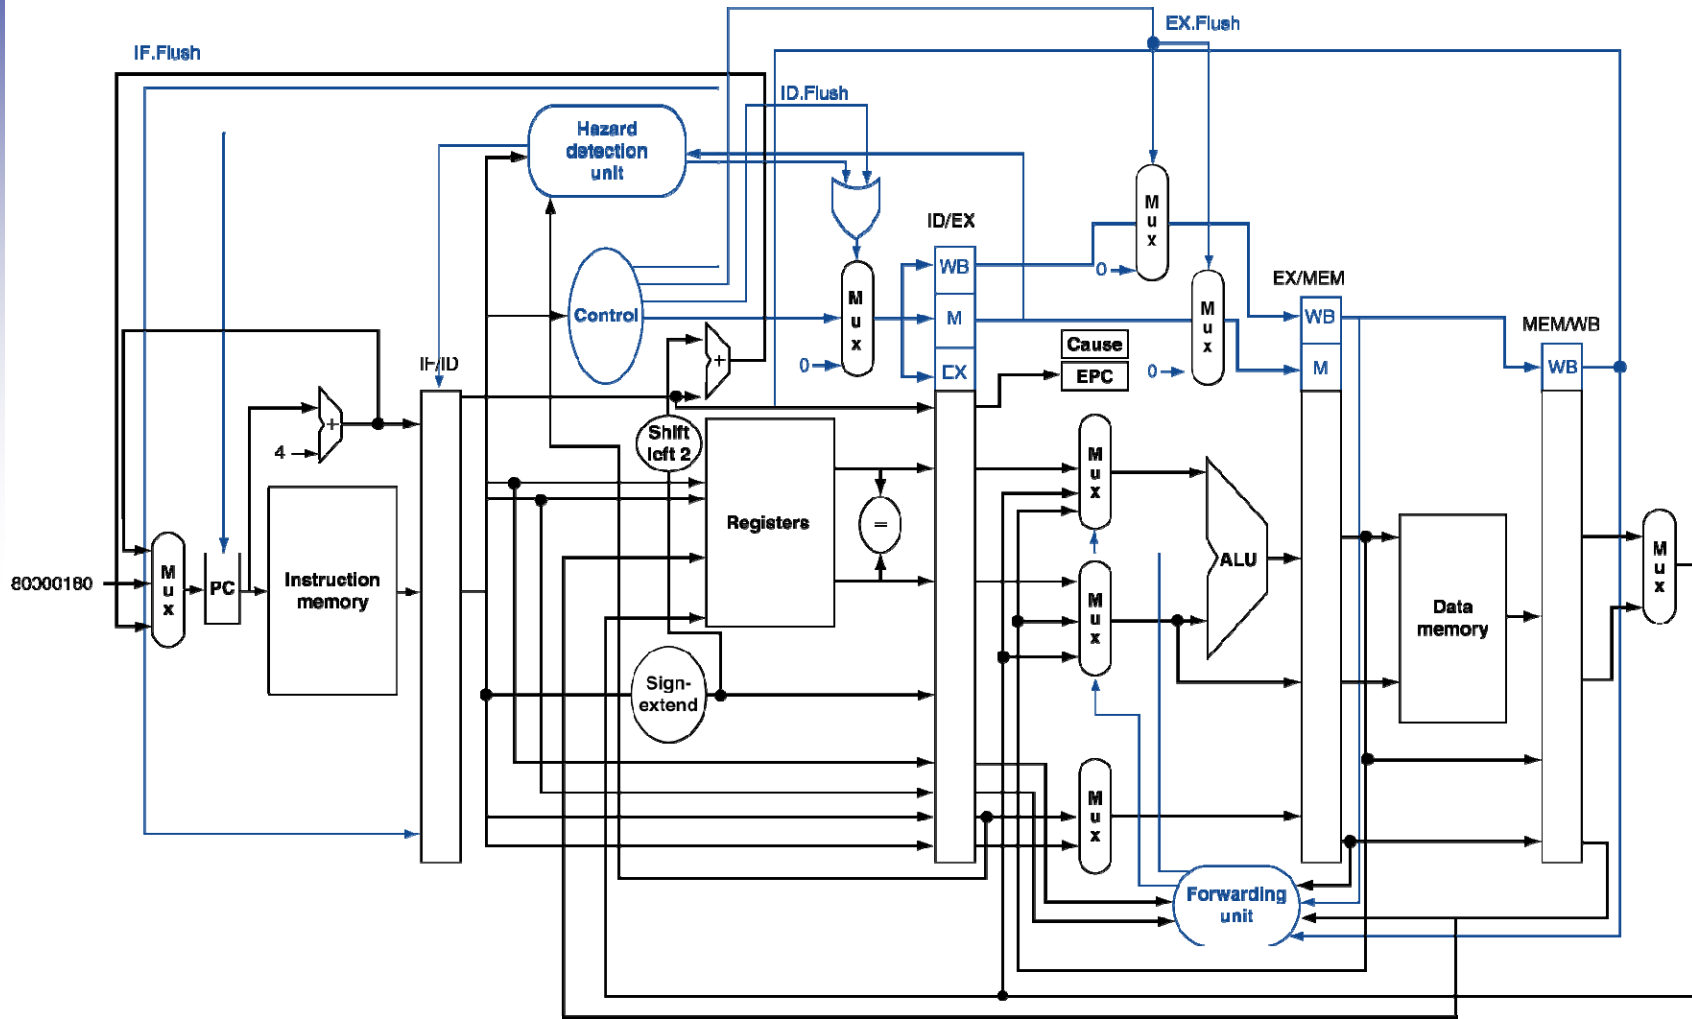 EX.Flush
IF.Flush
ID.Flush
Hazard
detection
unit
M
u
x
ID/EX
WB
0
EX/MEM
Control
M
u
x
M
M
u
x
WB
MEM/WB
Cause
0
EX
EPC
0
M
WB
IF/ID
+
+
4
Shift
left 2
M
u
x
Registers
=
M
u
x
80000180
M
u
x
PC
Instruction
memory
ALU
M
u
x
Data
memory
Sign-
extend
M
u
x
Forwarding
unit